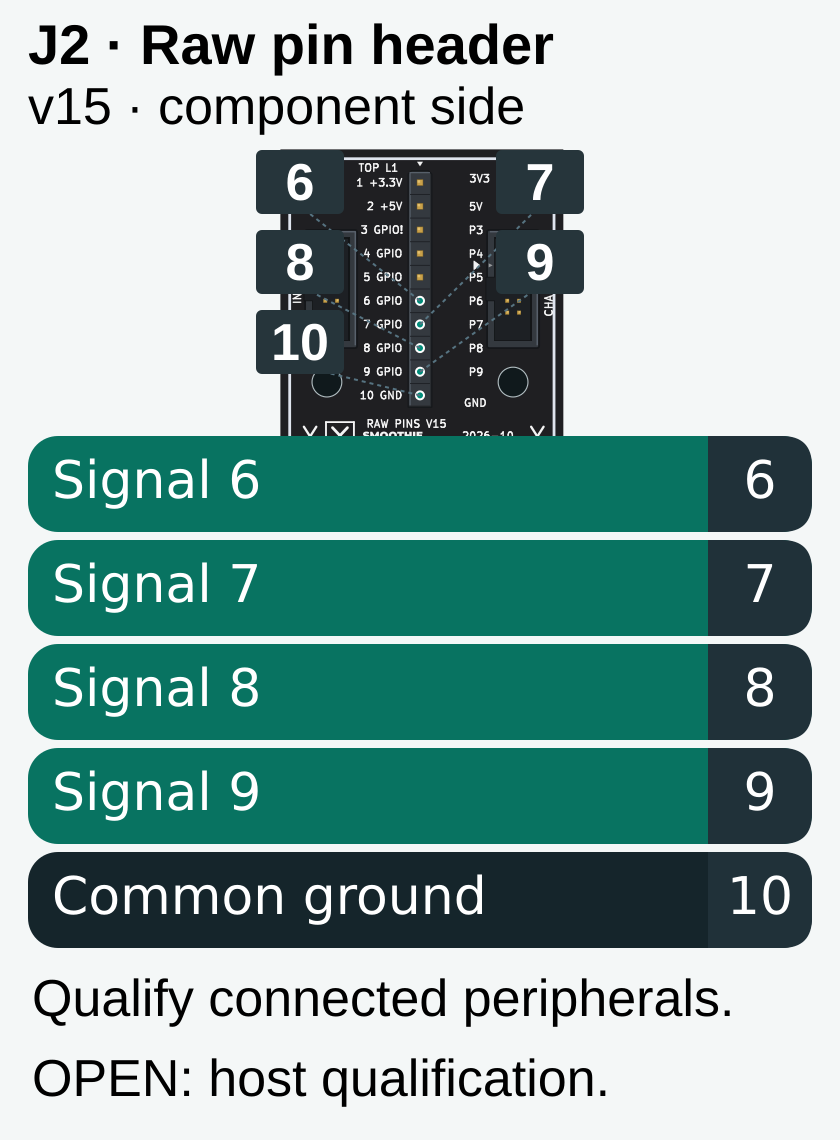 J2 · Raw pin header
v15 · component side
6
7
8
9
10
TOP L1
1 +3.3V
2 +5V
3 GPIO!
4 GPIO
5 GPIO
6 GPIO
7 GPIO
8 GPIO
9 GPIO
10 GND
3V3
5V
P3
P4
P5
P6
P7
P8
P9
GND
RAW PINS V15
SMOOTHIE
2026 10
Signal 6 6
Signal 7 7
Signal 8 8
Signal 9 9
Common ground 10
Qualify connected peripherals.
OPEN: host qualification.